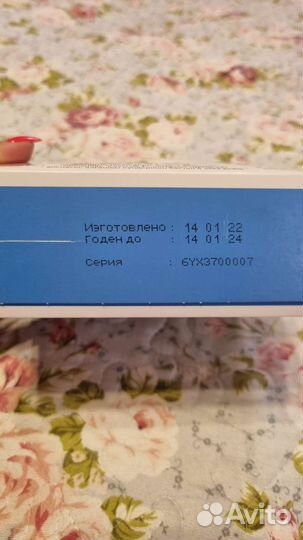 Изготовлено : 14 01 22
Годен до : 14 01 24
Серия : 6YX3700007
Avito